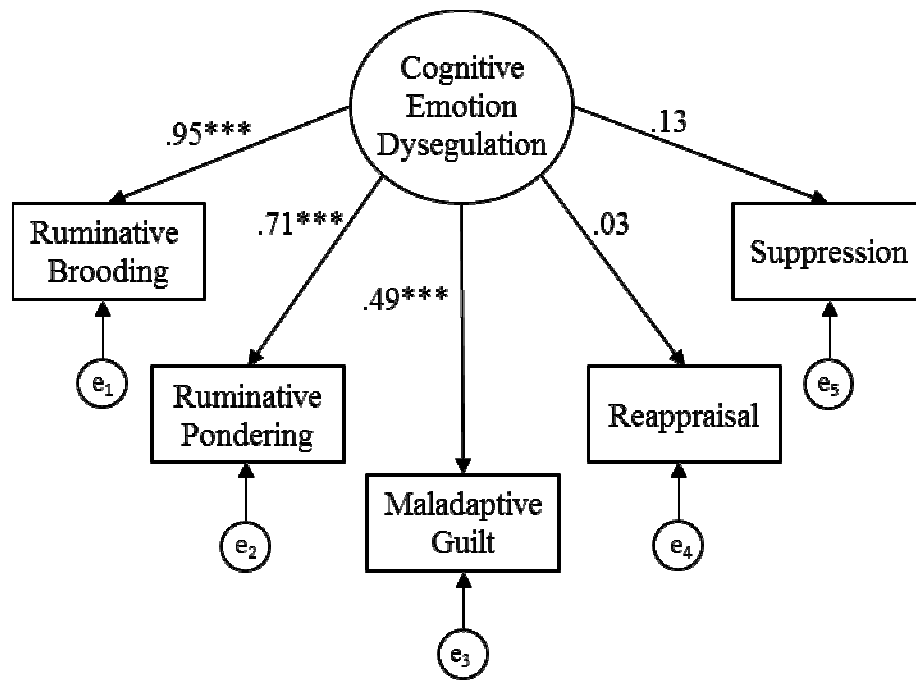 Cognitive
Emotion
Dysegulation
.95***
.13
.71***
.03
.49***
Ruminative
Brooding
Suppression
e₁
e₅
Ruminative
Pondering
Reappraisal
Maladaptive
Guilt
e₂
e₄
e₃